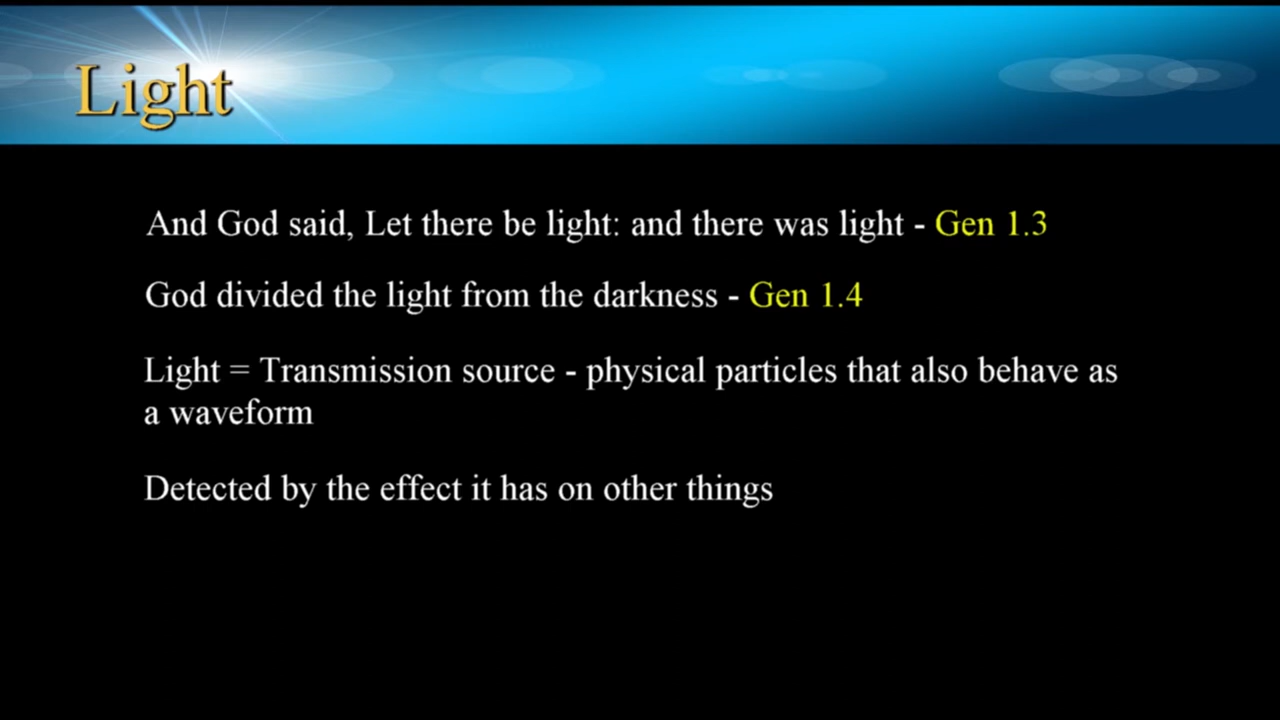 Light
And God said, Let there be light: and there was light - Gen 1.3
God divided the light from the darkness - Gen 1.4
Light = Transmission source - physical particles that also behave as
a waveform
Detected by the effect it has on other things